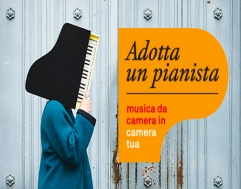 Adotta
un pianista
musica da
camera in
camera
tua